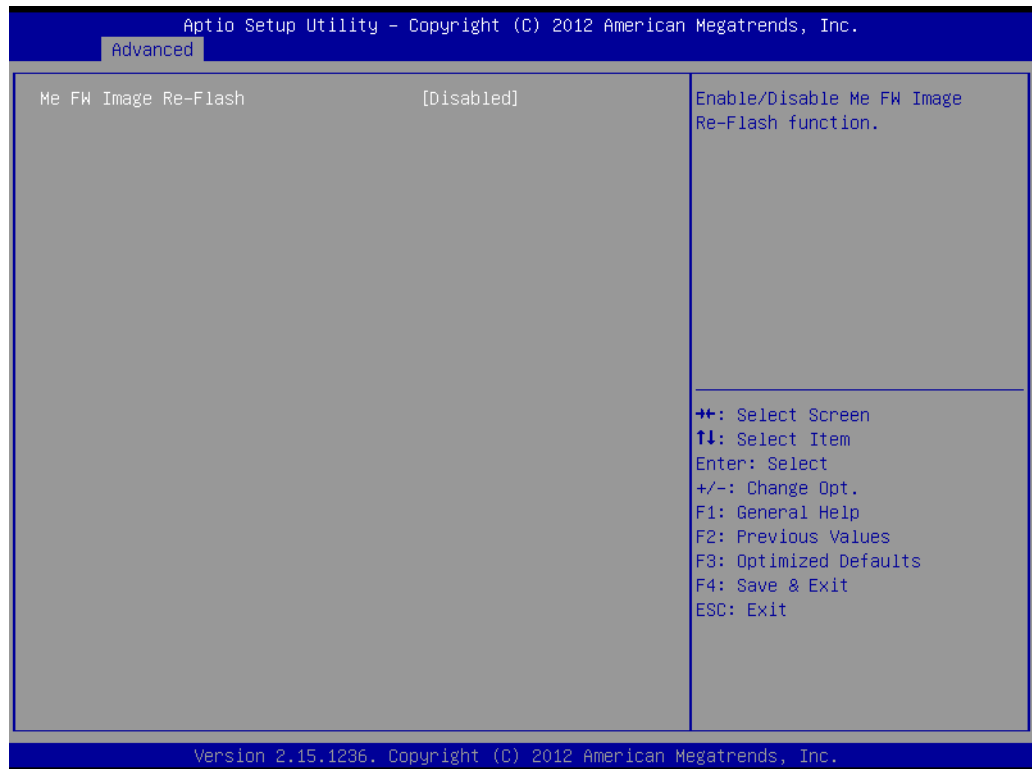 Aptio Setup Utility – Copyright (C) 2012 American Megatrends, Inc.
Advanced
Me FW Image Re-Flash [Disabled]
Enable/Disable Me FW Image
Re-Flash function.
→←: Select Screen
↑↓: Select Item
Enter: Select
+/-: Change Opt.
F1: General Help
F2: Previous Values
F3: Optimized Defaults
F4: Save & Exit
ESC: Exit
Version 2.15.1236. Copyright (C) 2012 American Megatrends, Inc.